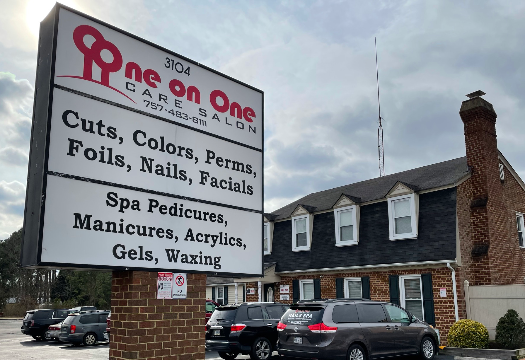 3104
One on One
CARE SALON
757-483-8111
Cuts, Colors, Perms,
Foils, Nails, Facials
Spa Pedicures,
Manicures, Acrylics,
Gels, Waxing